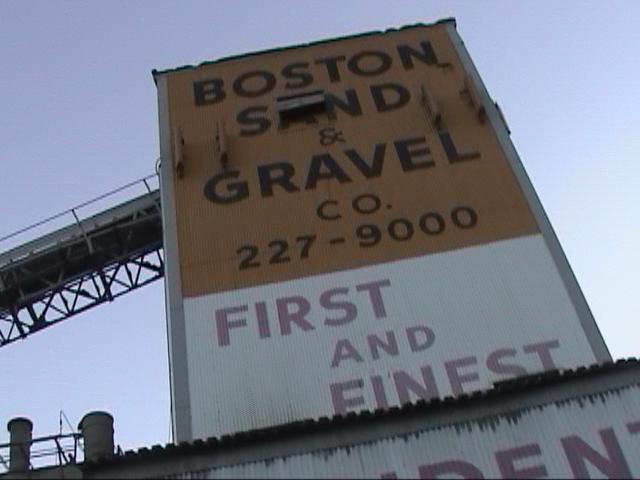 BOSTON
SAND
&
GRAVEL
CO.
227-9000
FIRST
AND
FINEST